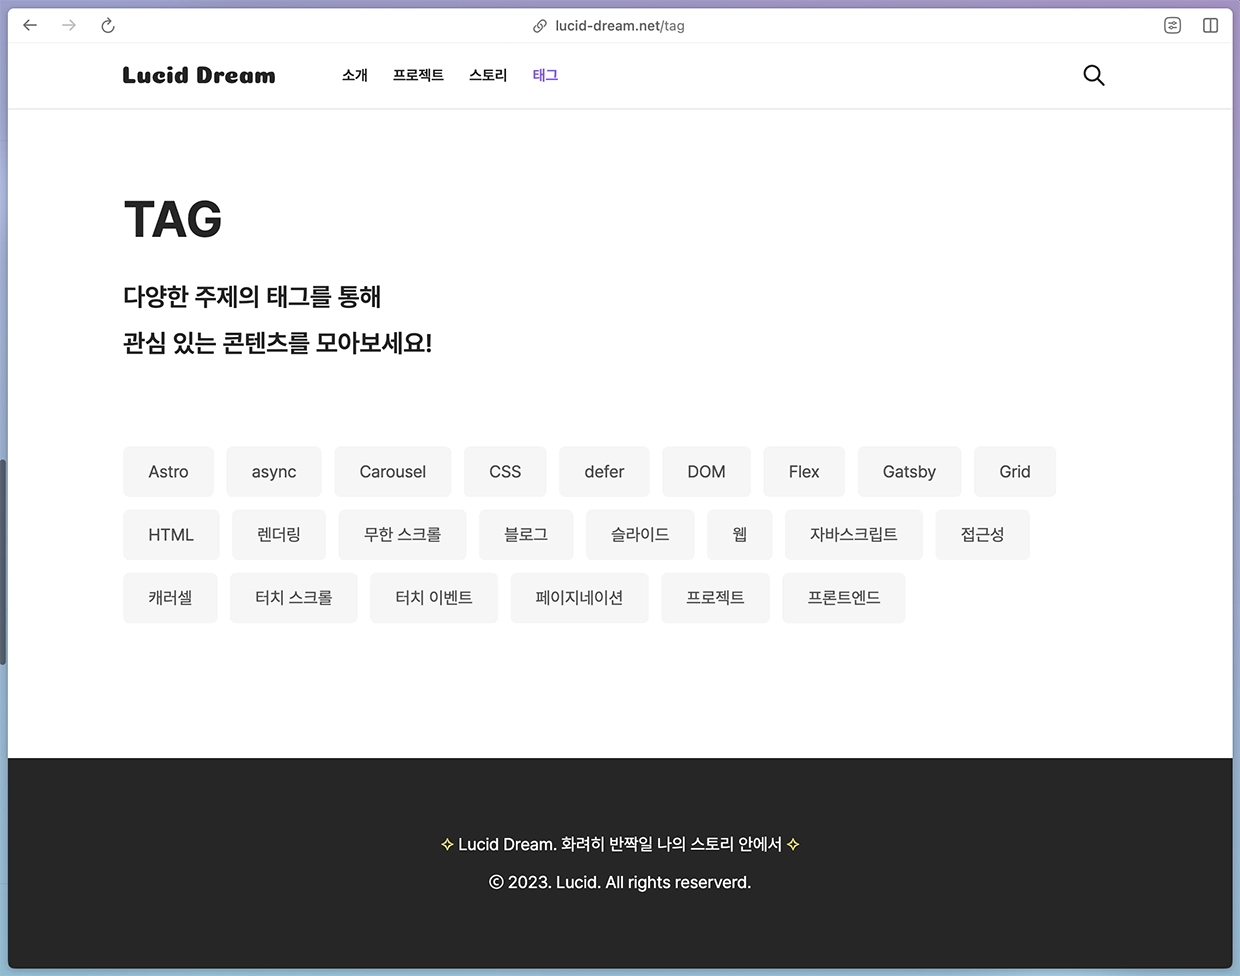 lucid-dream.net/tag
Lucid Dream 소개 프로젝트 스토리 태그
TAG
다양한 주제의 태그를 통해
관심 있는 콘텐츠를 모아보세요!
Astro async Carousel CSS defer DOM Flex Gatsby Grid
HTML 렌더링 무한 스크롤 블로그 슬라이드 웹 자바스크립트 접근성
캐러셀 터치 스크롤 터치 이벤트 페이지네이션 프로젝트 프론트엔드
✧ Lucid Dream. 화려히 반짝일 나의 스토리 안에서 ✧
© 2023. Lucid. All rights reserverd.